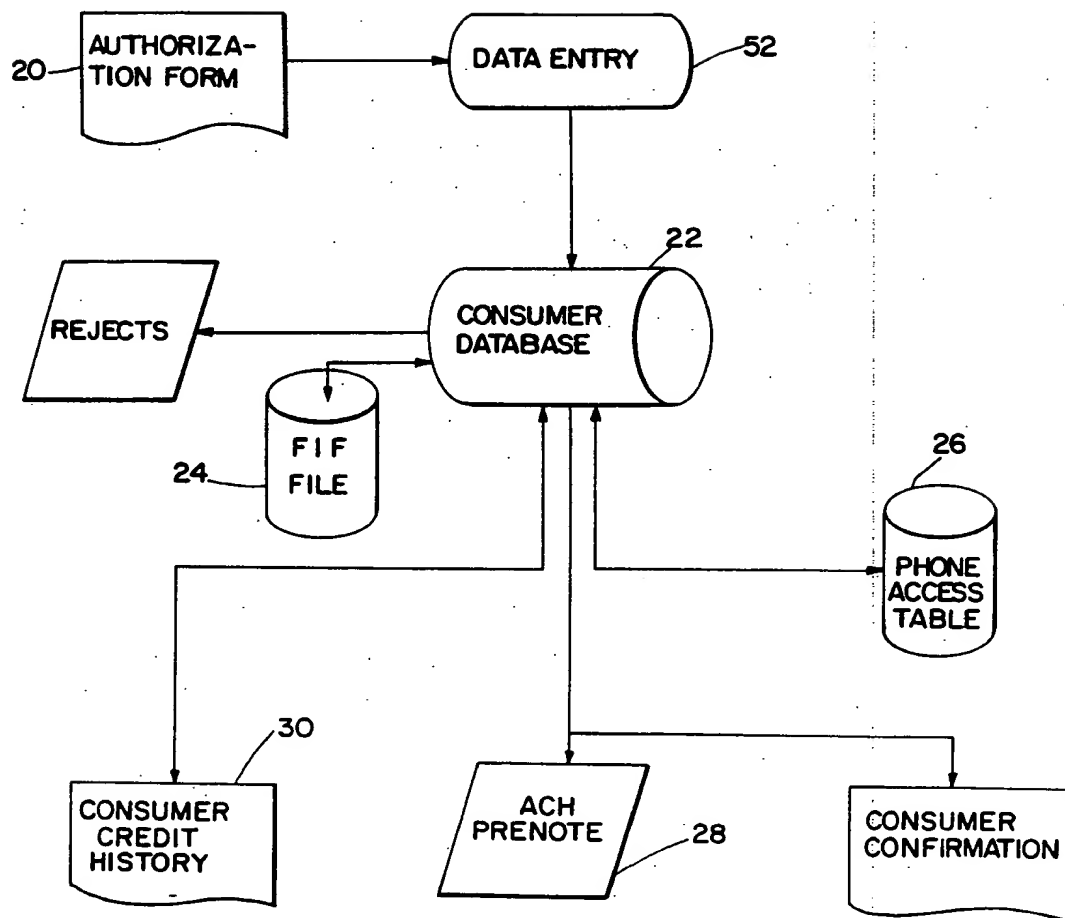 AUTHORIZA-
TION FORM
20
DATA ENTRY
52
22
CONSUMER
DATABASE
REJECTS
FIF
FILE
24
26
PHONE
ACCESS
TABLE
30
CONSUMER
CREDIT
HISTORY
ACH
PRENOTE
28
CONSUMER
CONFIRMATION